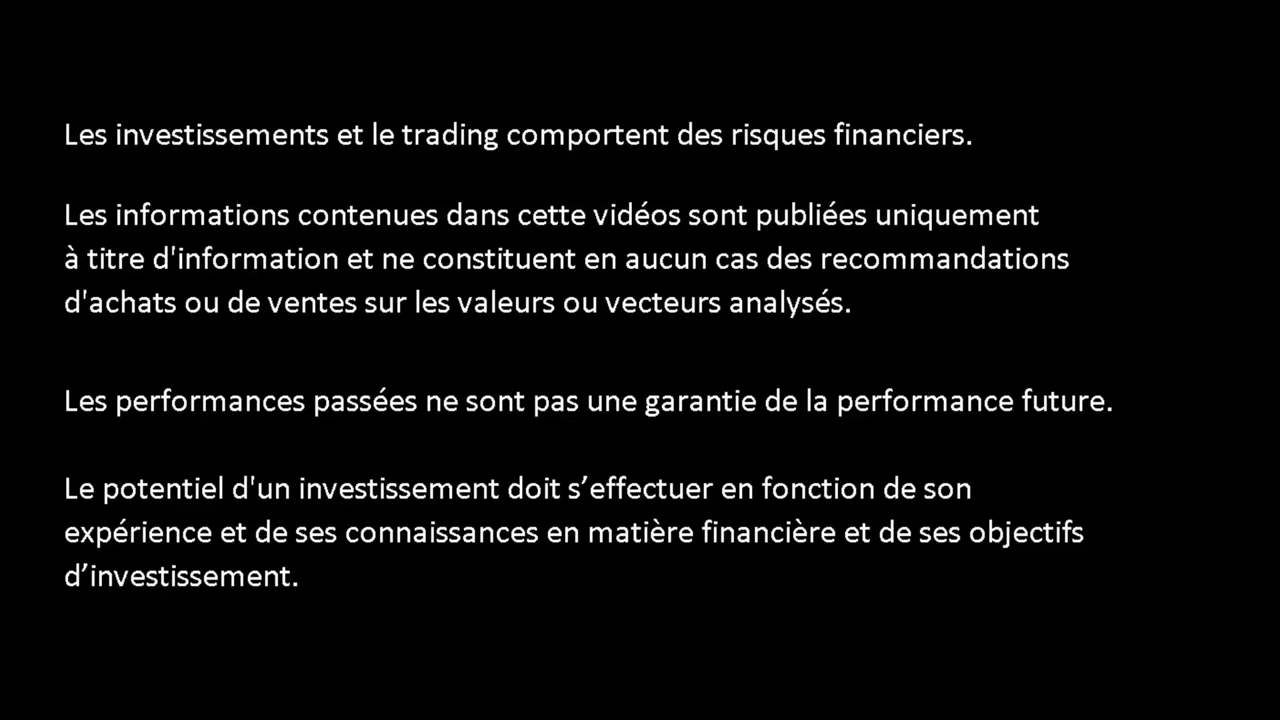 Les investissements et le trading comportent des risques financiers.
Les informations contenues dans cette vidéos sont publiées uniquement
à titre d'information et ne constituent en aucun cas des recommandations
d'achats ou de ventes sur les valeurs ou vecteurs analysés.
Les performances passées ne sont pas une garantie de la performance future.
Le potentiel d'un investissement doit s’effectuer en fonction de son
expérience et de ses connaissances en matière financière et de ses objectifs
d’investissement.